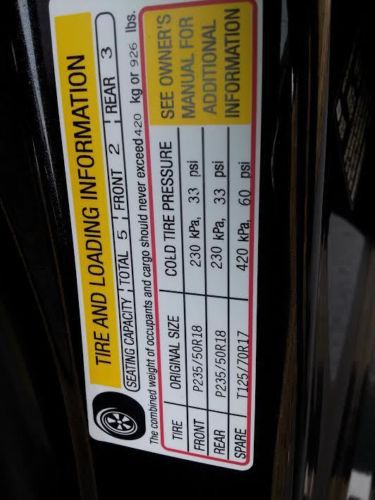 TIRE AND LOADING INFORMATION
SEATING CAPACITY TOTAL 5 FRONT 2 REAR 3
The combined weight of occupants and cargo should never exceed 420 kg or 926 lbs.
TIRE ORIGINAL SIZE COLD TIRE PRESSURE
FRONT P235/50R18 230 kPa, 33 psi
REAR P235/50R18 230 kPa, 33 psi
SPARE T125/70R17 420 kPa, 60 psi
SEE OWNER'S
MANUAL FOR
ADDITIONAL
INFORMATION